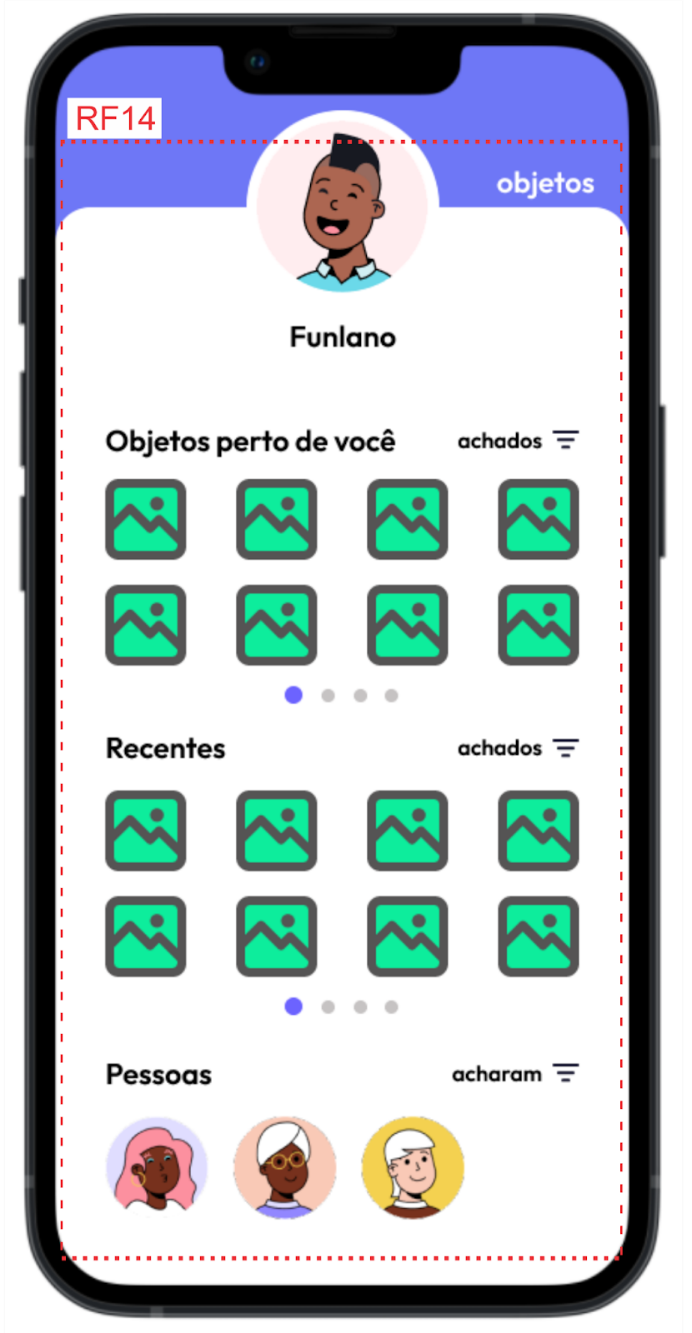 RF14
objetos
Funlano
Objetos perto de você
achados
Recentes
achados
Pessoas
acharam